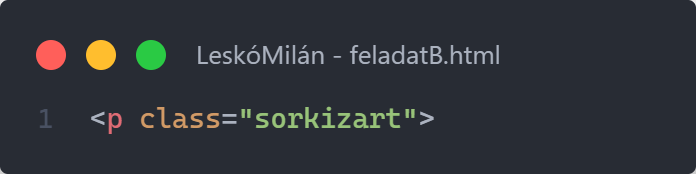 LeskóMilán - feladatB.html
1 <p class="sorkizart">